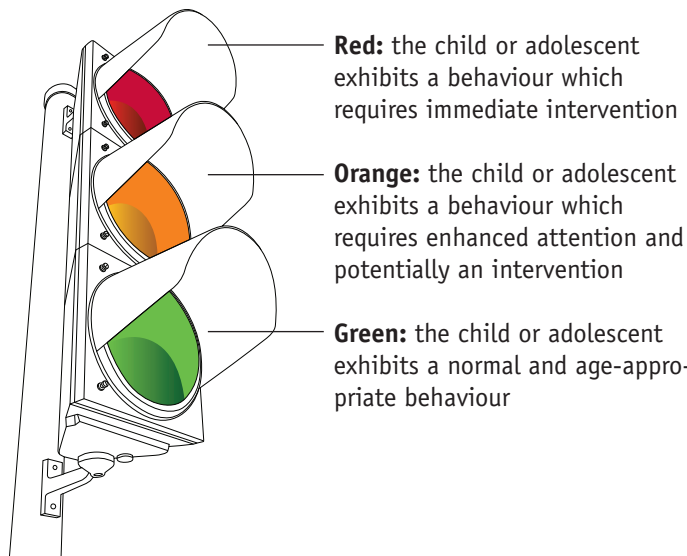 Red: the child or adolescent
exhibits a behaviour which
requires immediate intervention
Orange: the child or adolescent
exhibits a behaviour which
requires enhanced attention and
potentially an intervention
Green: the child or adolescent
exhibits a normal and age-appro-
priate behaviour